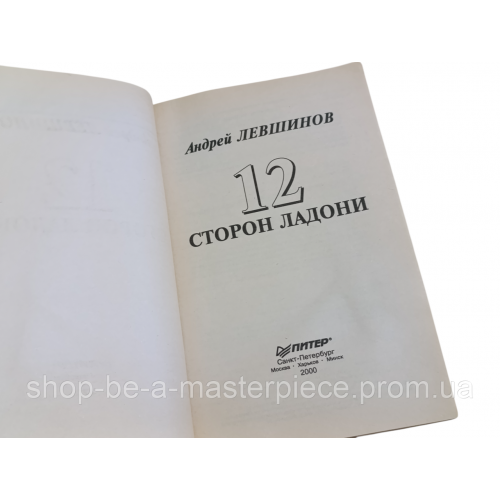 Андрей ЛЕВШИНОВ
12
СТОРОН ЛАДОНИ
ПИТЕР®
Санкт-Петербург
Москва · Харьков · Минск
2000
shop-be-a-masterpiece.prom.ua